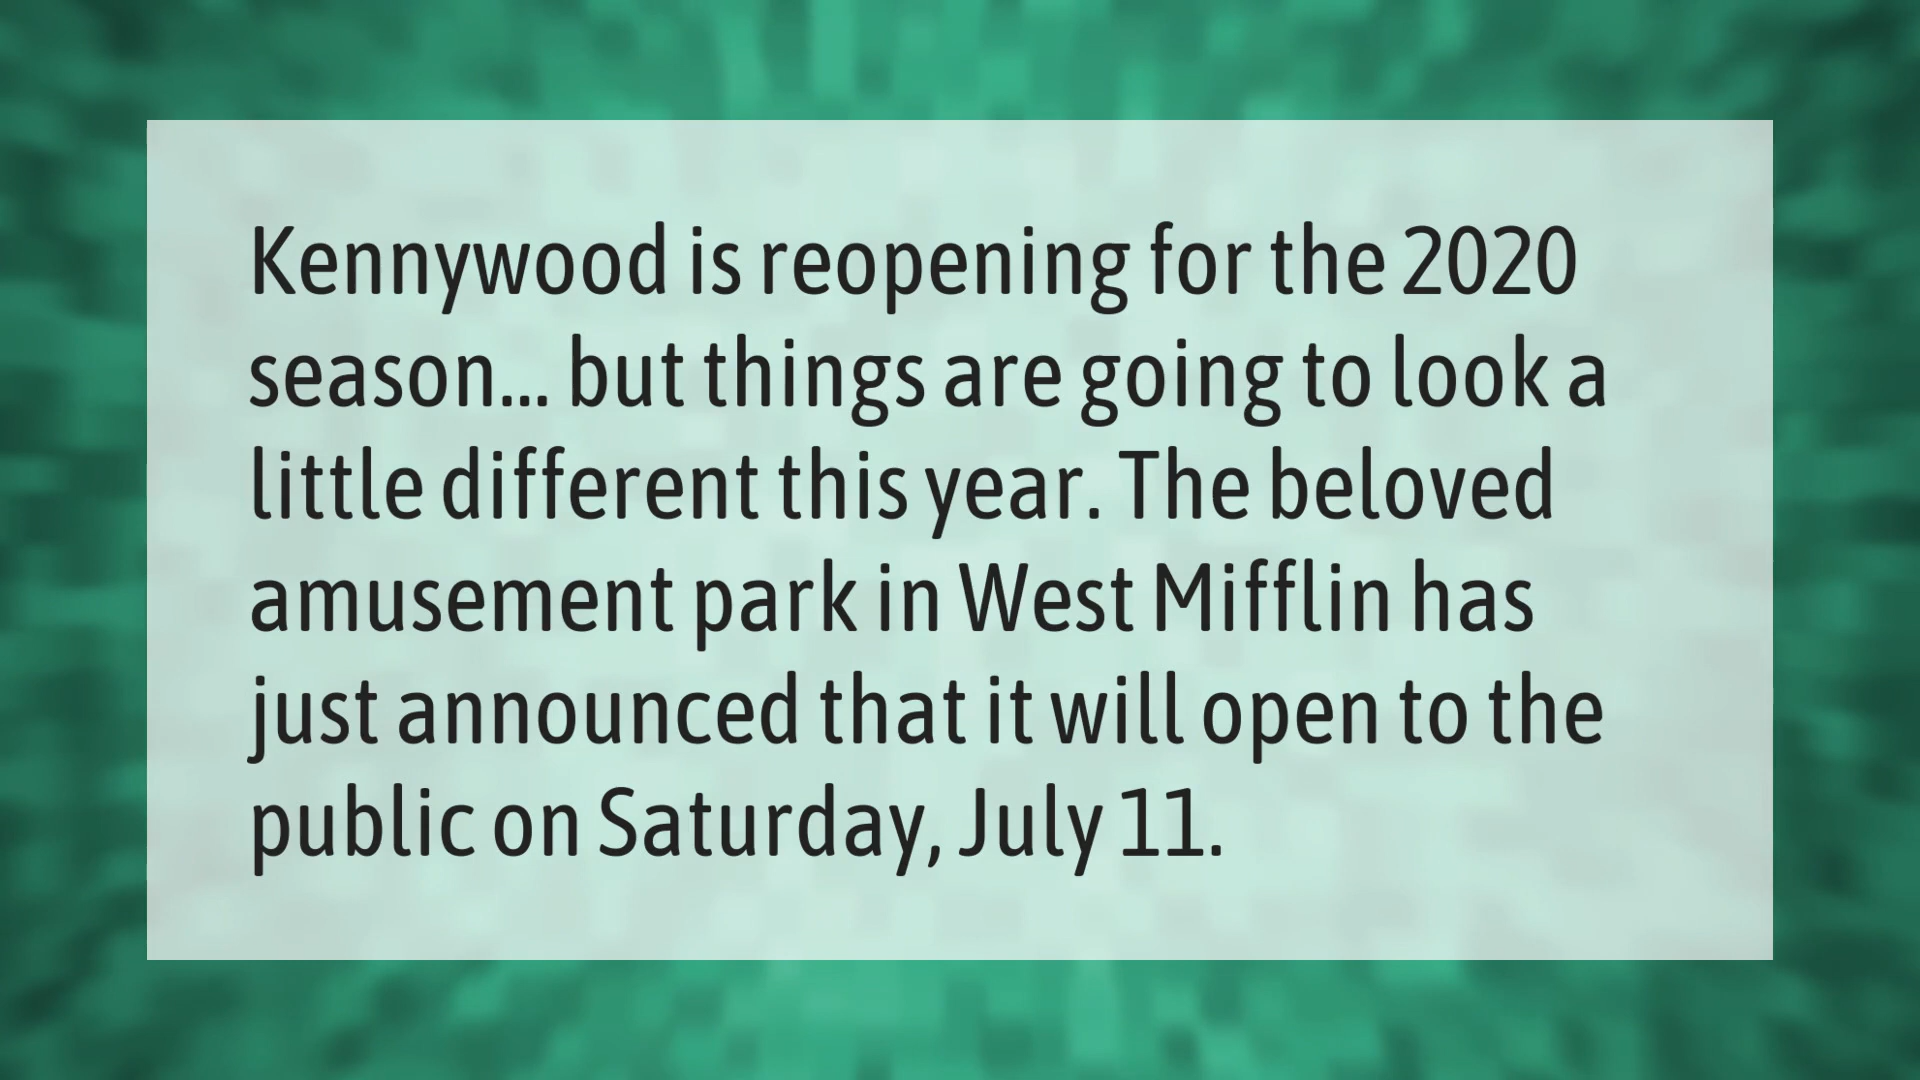 Kennywood is reopening for the 2020
season... but things are going to look a
little different this year. The beloved
amusement park in West Mifflin has
just announced that it will open to the
public on Saturday, July 11.